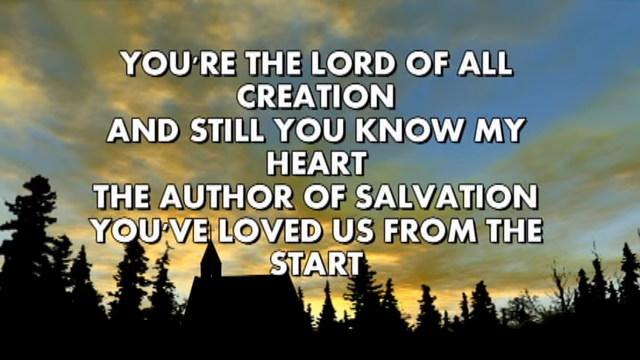 YOU'RE THE LORD OF ALL
CREATION
AND STILL YOU KNOW MY
HEART
THE AUTHOR OF SALVATION
YOU'VE LOVED US FROM THE
START